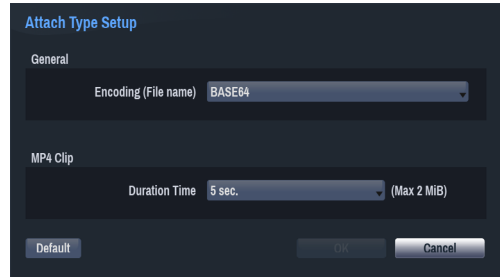 Attach Type Setup
General
Encoding (File name) BASE64
MP4 Clip
Duration Time 5 sec. (Max 2 MiB)
Default OK Cancel